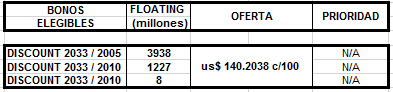 BONOS ELEGIBLES FLOATING (millones) OFERTA PRIORIDAD
DISCOUNT 2033 / 2005 3938 N/A
DISCOUNT 2033 / 2010 1227 us$ 140.2038 c/100 N/A
DISCOUNT 2033 / 2010 8 N/A